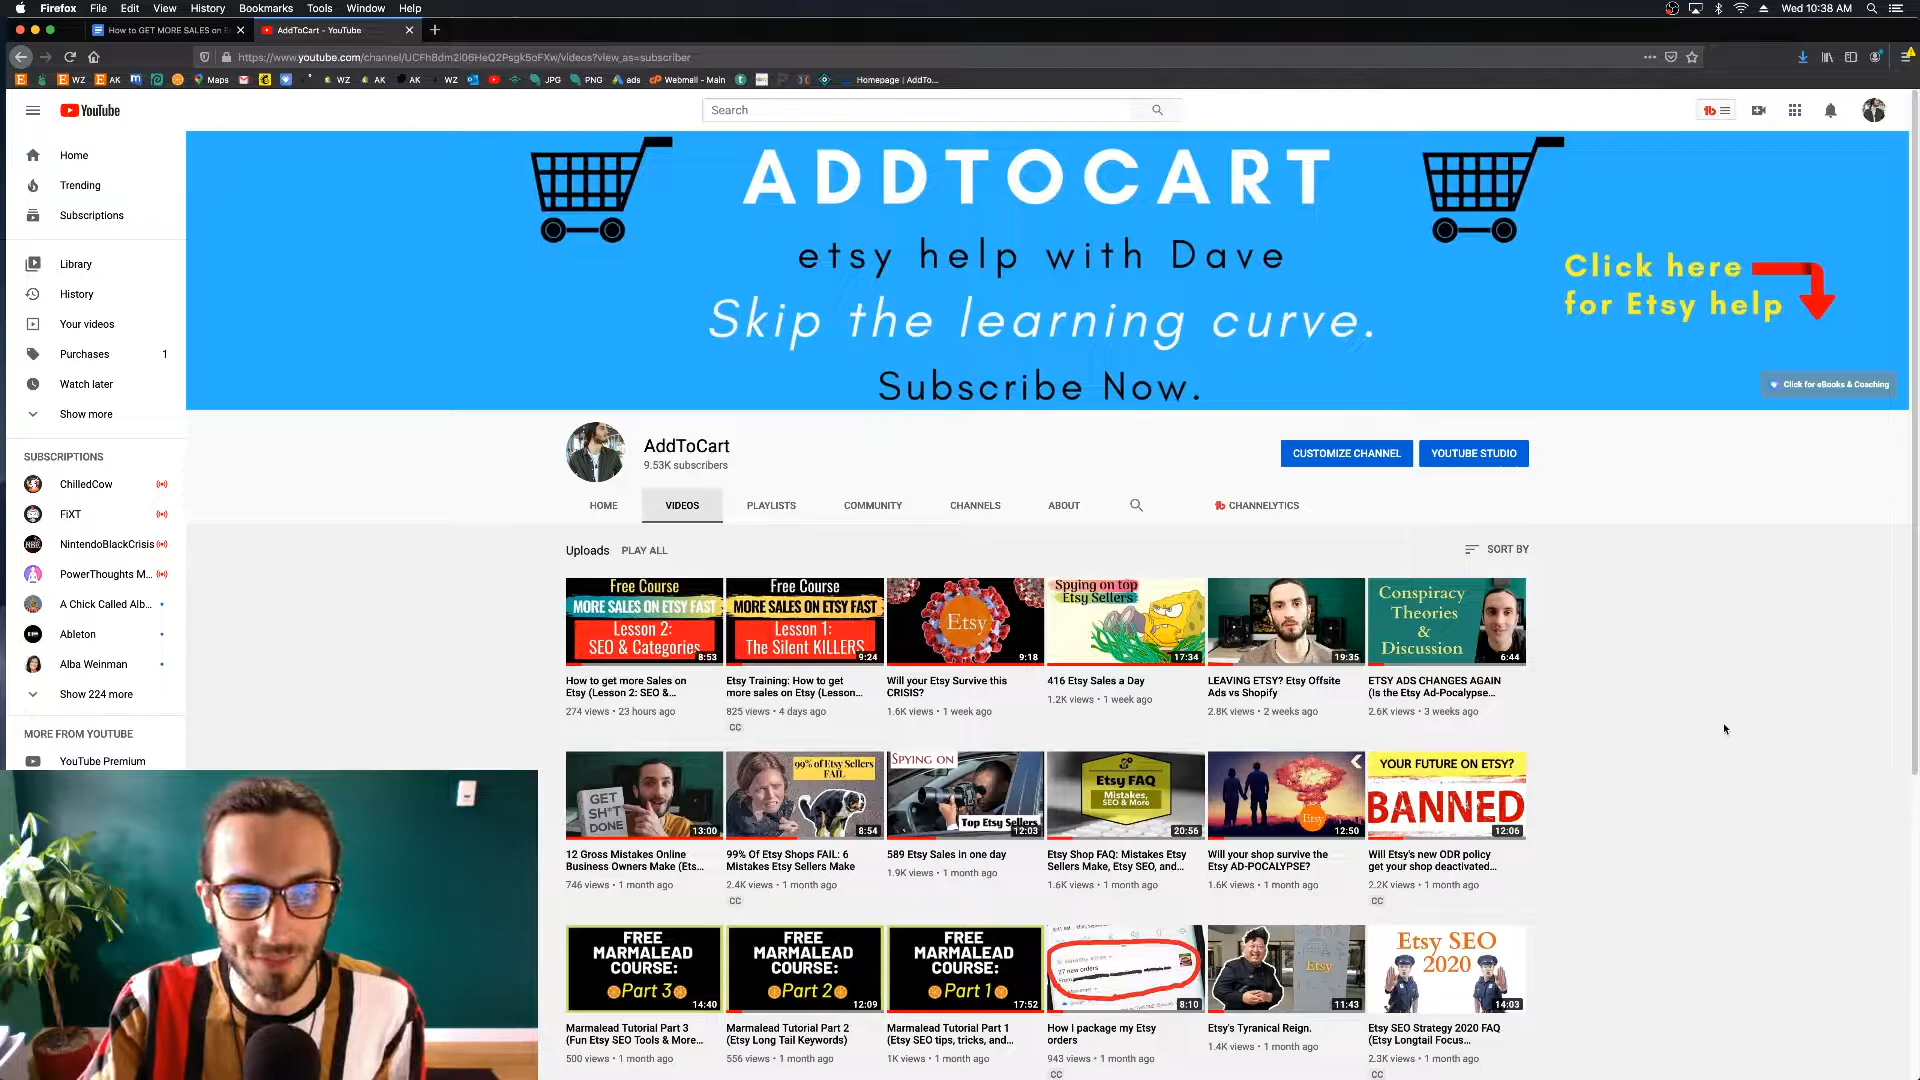 Firefox File Edit View History Bookmarks Tools Window Help
Wed 10:38 AM
How to GET MORE SALES on E
AddToCart - YouTube
https://www.youtube.com/channel/UCFh8dm2l06HeQ2Psgk5oFXw/videos?view_as=subscriber
WZ AK Maps WZ AK AK WZ JPG PNG ads Webmail - Main Homepage | AddTo...
YouTube
Search
Home
Trending
Subscriptions
Library
History
Your videos
Purchases 1
Watch later
Show more
SUBSCRIPTIONS
ChilledCow
FiXT
NintendoBlackCrisis
PowerThoughts M...
A Chick Called Alb...
Ableton
Alba Weinman
Show 224 more
MORE FROM YOUTUBE
YouTube Premium
ADDTOCART
etsy help with Dave
Skip the learning curve.
Subscribe Now.
Click here
for Etsy help
Click for eBooks & Coaching
AddToCart
9.53K subscribers
CUSTOMIZE CHANNEL
YOUTUBE STUDIO
HOME VIDEOS PLAYLISTS COMMUNITY CHANNELS ABOUT CHANNELYTICS
Uploads PLAY ALL
SORT BY
Free Course
MORE SALES ON ETSY FAST
Lesson 2:
SEO & Categories
8:53
How to get more Sales on
Etsy (Lesson 2: SEO &...
274 views • 23 hours ago
Free Course
MORE SALES ON ETSY FAST
Lesson 1:
The Silent KILLERS
9:24
Etsy Training: How to get
more sales on Etsy (Lesson...
825 views • 4 days ago
CC
Etsy
9:18
Will your Etsy Survive this
CRISIS?
1.6K views • 1 week ago
Spying on top
Etsy Sellers
17:34
416 Etsy Sales a Day
1.2K views • 1 week ago
19:35
LEAVING ETSY? Etsy Offsite
Ads vs Shopify
2.8K views • 2 weeks ago
Conspiracy
Theories
&
Discussion
6:44
ETSY ADS CHANGES AGAIN
(Is the Etsy Ad-Pocalypse...
2.6K views • 3 weeks ago
GET
SH*T
DONE
13:00
12 Gross Mistakes Online
Business Owners Make (Ets...
746 views • 1 month ago
99% of Etsy Sellers
FAIL
8:54
99% Of Etsy Shops FAIL: 6
Mistakes Etsy Sellers Make
2.4K views • 1 month ago
CC
SPYING ON
Top Etsy Sellers
12:03
589 Etsy Sales in one day
1.9K views • 1 month ago
Etsy FAQ
Mistakes,
SEO & More
20:56
Etsy Shop FAQ: Mistakes Etsy
Sellers Make, Etsy SEO, and...
1.6K views • 1 month ago
Etsy
12:50
Will your shop survive the
Etsy AD-POCALYPSE?
1.6K views • 1 month ago
YOUR FUTURE ON ETSY?
BANNED
12:06
Will Etsy's new ODR policy
get your shop deactivated...
2.2K views • 1 month ago
CC
FREE
MARMALEAD
COURSE:
Part 3
14:40
Marmalead Tutorial Part 3
(Fun Etsy SEO Tools & More...
500 views • 1 month ago
FREE
MARMALEAD
COURSE:
Part 2
12:09
Marmalead Tutorial Part 2
(Etsy Long Tail Keywords)
556 views • 1 month ago
FREE
MARMALEAD
COURSE:
Part 1
17:52
Marmalead Tutorial Part 1
(Etsy SEO tips, tricks, and...
1K views • 1 month ago
27 new orders
8:10
How I package my Etsy
orders
943 views • 1 month ago
CC
Etsy
11:43
Etsy's Tyranical Reign.
1.4K views • 1 month ago
Etsy SEO
2020
14:03
Etsy SEO Strategy 2020 FAQ
(Etsy Longtail Focus...
2.3K views • 1 month ago
CC